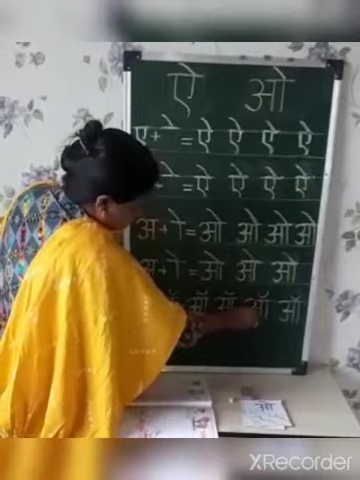 ऐ ओ
ए + े = ऐ ऐ ऐ ऐ
+ े = ऐ ऐ ऐ ऐ
अ + ो = ओ ओ ओ ओ
अ + ो = ओ ओ ओ
ऑ ऑ ऑ ऑ
ओ
XRecorder